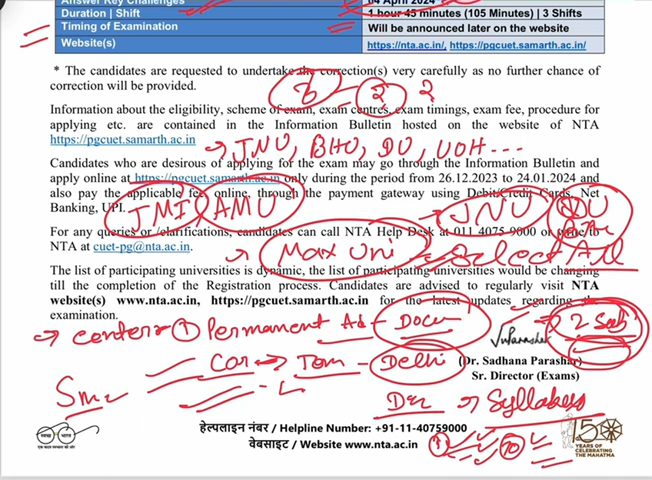 Answer Key Challenges 04 April 2024
Duration | Shift 1 hour 45 minutes (105 Minutes) | 3 Shifts
Timing of Examination Will be announced later on the website
Website(s) https://nta.ac.in/, https://pgcuet.samarth.ac.in/
* The candidates are requested to undertake the correction(s) very carefully as no further chance of
correction will be provided.
2 2
Information about the eligibility, scheme of exam, exam centres, exam timings, exam fee, procedure for
applying etc. are contained in the Information Bulletin hosted on the website of NTA
https://pgcuet.samarth.ac.in
JNU, BHU, DU, UOH ---
Candidates who are desirous of applying for the exam may go through the Information Bulletin and
apply online at https://pgcuet.samarth.ac.in only during the period from 26.12.2023 to 24.01.2024 and
also pay the applicable fee online, through the payment gateway using Debit/Credit Cards, Net
Banking, UPI.
JMI AMU JNU DU
For any queries or /clarifications, candidates can call NTA Help Desk at 011 4075 9000 or write to
NTA at cuet-pg@nta.ac.in.
Max Uni Select All
The list of participating universities is dynamic, the list of participating universities would be changing
till the completion of the Registration process. Candidates are advised to regularly visit NTA
website(s) www.nta.ac.in, https://pgcuet.samarth.ac.in for the latest updates regarding the
examination.
→ Centers ① Permanent Ad - Docu
2 Sub
Cor → Tom - Delhi
(Dr. Sadhana Parashar)
Sr. Director (Exams)
Syllabus
हेल्पलाइन नंबर / Helpline Number: +91-11-40759000
वेबसाइट / Website www.nta.ac.in
150
YEARS OF
CELEBRATING
THE MAHATMA